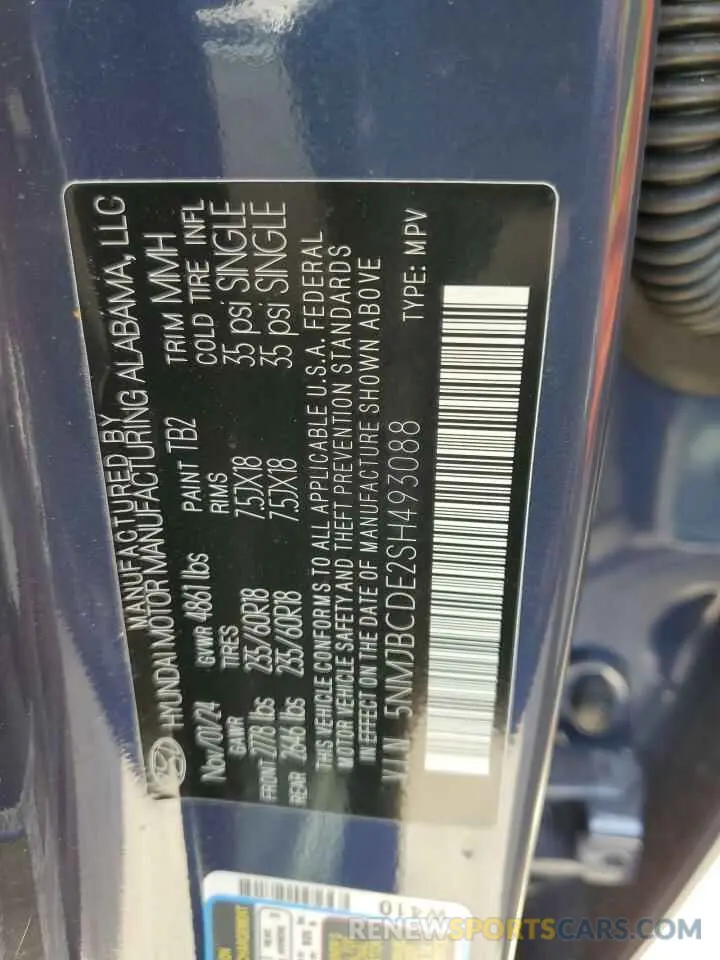 MANUFACTURED BY
HYUNDAI MOTOR MANUFACTURING ALABAMA, LLC
Nov/07/24 GVWR 4861 lbs PAINT TB2 TRIM MMH
GAWR TIRES RIMS COLD TIRE INFL
FRONT 2778 lbs 235/60R18 7.5JX18 35 psi SINGLE
REAR 2646 lbs 235/60R18 7.5JX18 35 psi SINGLE
THIS VEHICLE CONFORMS TO ALL APPLICABLE U.S.A. FEDERAL
MOTOR VEHICLE SAFETY AND THEFT PREVENTION STANDARDS
IN EFFECT ON THE DATE OF MANUFACTURE SHOWN ABOVE
V.I.N : 5NMJBCDE2SH493088 TYPE: MPV
W410
RENEWSPORTSCARS.COM